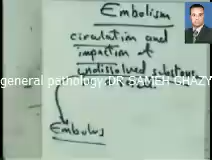 Embolism
circulation and
impaction of
undissolved substance
general pathology DR SAMEH GHAZY
Embolus